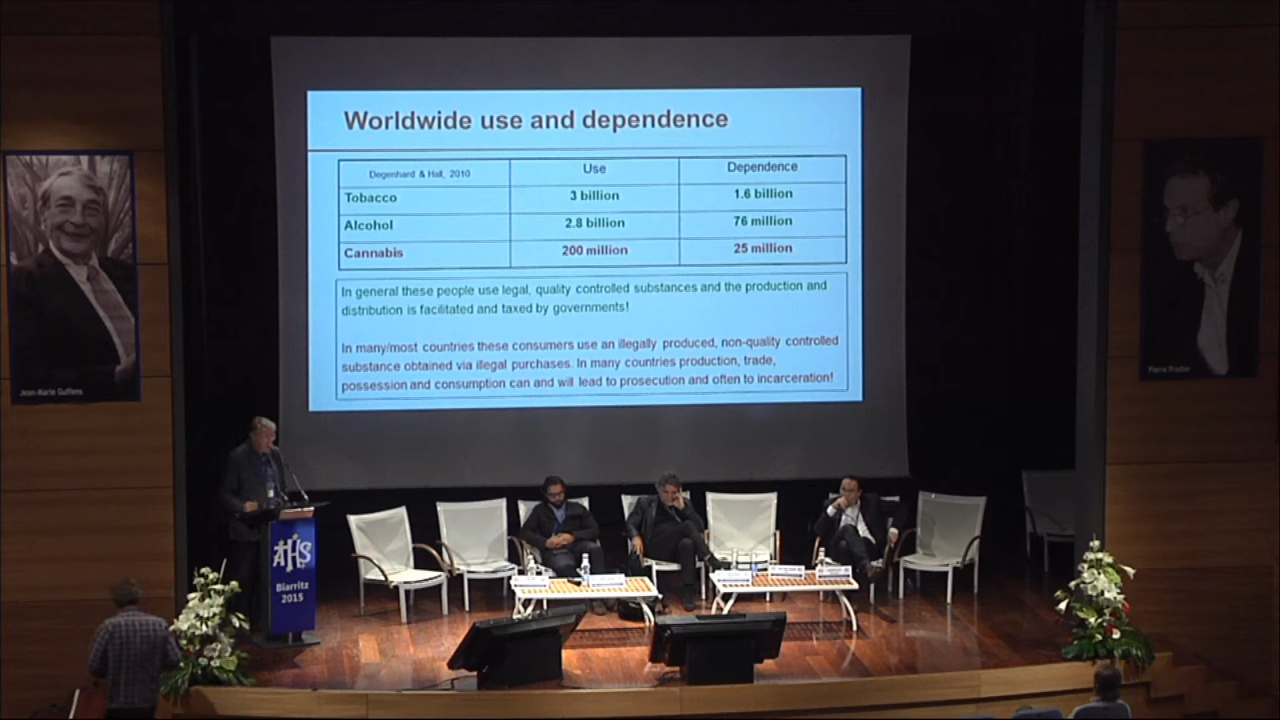 Worldwide use and dependence
Degenhard & Hall, 2010 Use Dependence
Tobacco 3 billion 1.6 billion
Alcohol 2.8 billion 76 million
Cannabis 200 million 25 million
In general these people use legal, quality controlled substances and the production and
distribution is facilitated and taxed by governments!
In many/most countries these consumers use an illegally produced, non-quality controlled
substance obtained via illegal purchases. In many countries production, trade,
possession and consumption can and will lead to prosecution and often to incarceration!
Jean-Marie Guffens
AHS
Biarritz
2015